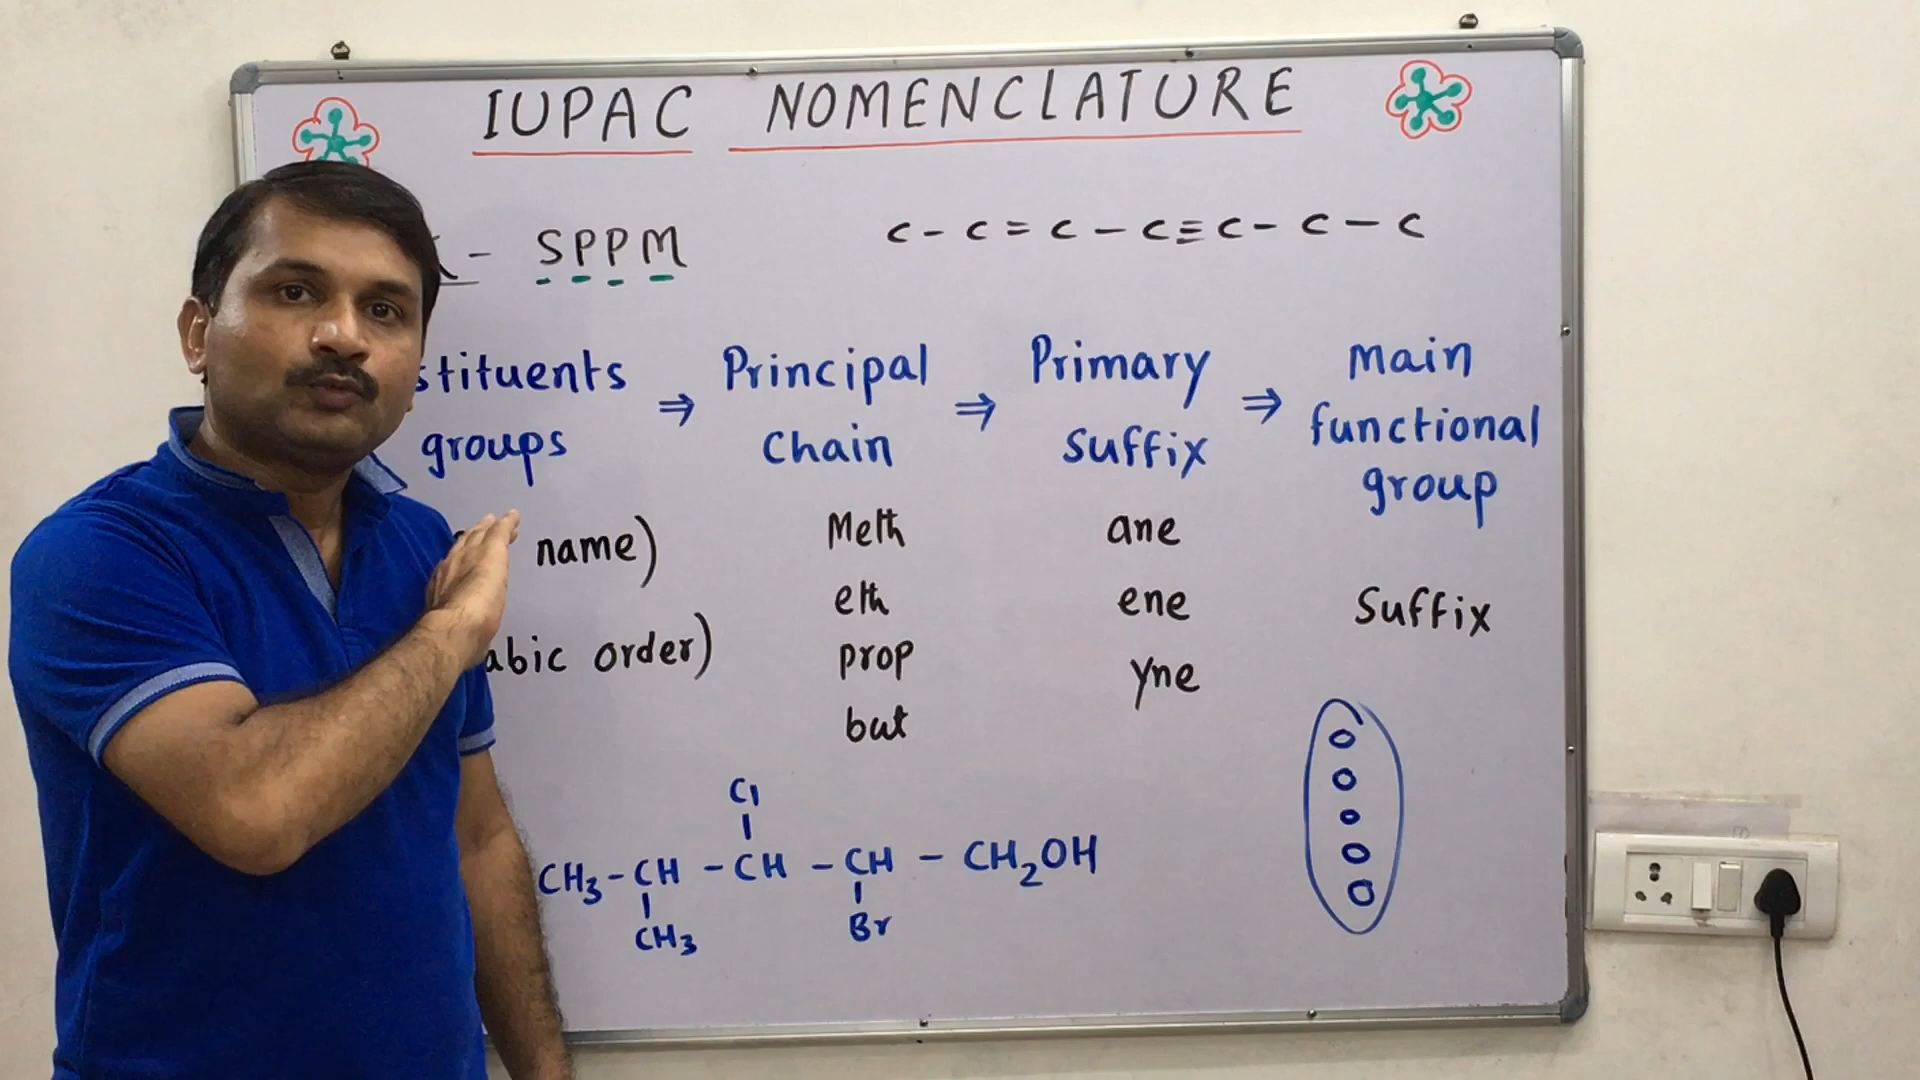 IUPAC NOMENCLATURE
- SPPM
C - C = C - C ≡ C - C - C
stituents groups ⇒ Principal Chain ⇒ Primary Suffix ⇒ Main functional group
name)
abic order)
Meth
eth
prop
but
ane
ene
yne
Suffix
Cl
CH3 - CH - CH - CH - CH2OH
CH3 Br